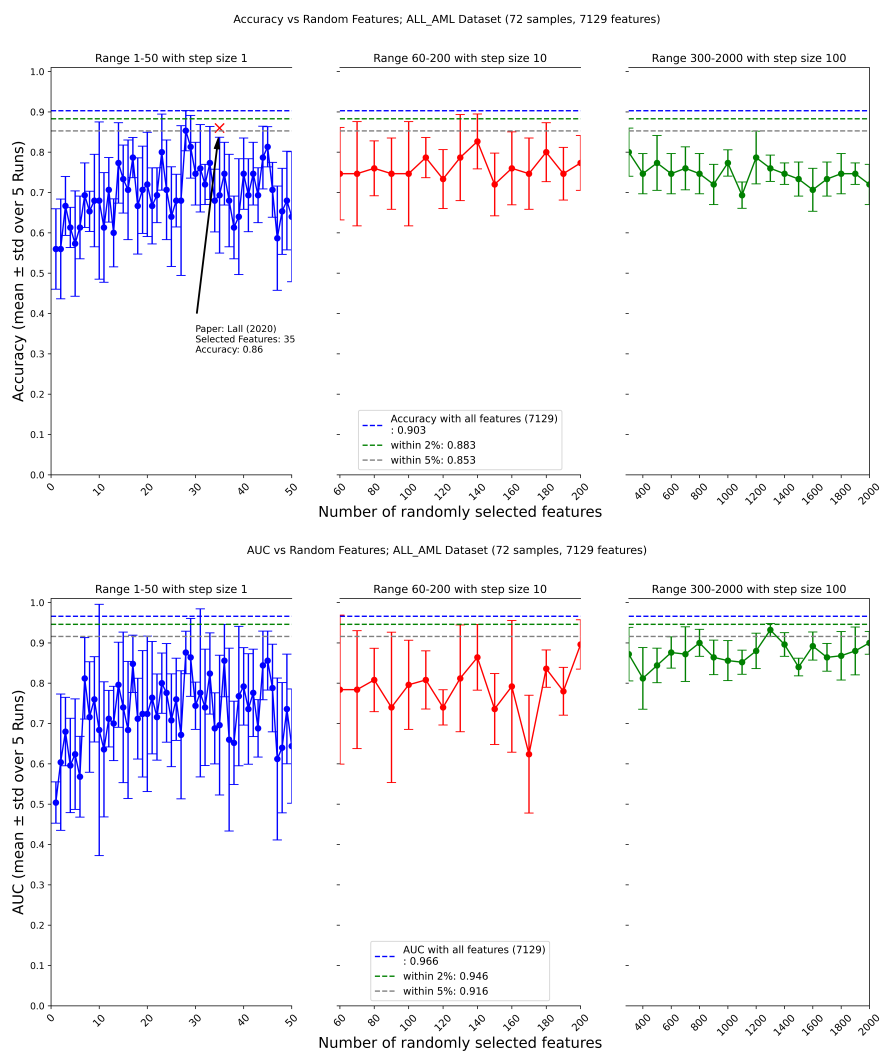 Accuracy vs Random Features; ALL_AML Dataset (72 samples, 7129 features)
Range 1-50 with step size 1
Range 60-200 with step size 10
Range 300-2000 with step size 100
Accuracy (mean ± std over 5 Runs)
1.0
0.9
0.8
0.7
0.6
0.5
0.4
0.3
0.2
0.1
0.0
Paper: Lall (2020)
Selected Features: 35
Accuracy: 0.86
Accuracy with all features (7129)
: 0.903
within 2%: 0.883
within 5%: 0.853
0 10 20 30 40 50
60 80 100 120 140 160 180 200
400 600 800 1000 1200 1400 1600 1800 2000
Number of randomly selected features
AUC vs Random Features; ALL_AML Dataset (72 samples, 7129 features)
Range 1-50 with step size 1
Range 60-200 with step size 10
Range 300-2000 with step size 100
AUC (mean ± std over 5 Runs)
1.0
0.9
0.8
0.7
0.6
0.5
0.4
0.3
0.2
0.1
0.0
AUC with all features (7129)
: 0.966
within 2%: 0.946
within 5%: 0.916
0 10 20 30 40 50
60 80 100 120 140 160 180 200
400 600 800 1000 1200 1400 1600 1800 2000
Number of randomly selected features